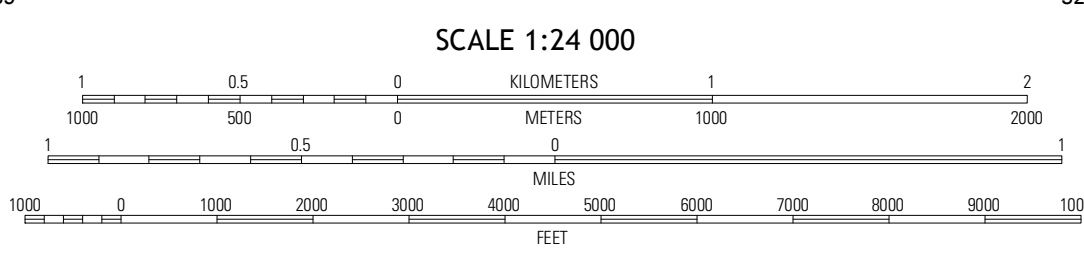 SCALE 1:24 000
1 0.5 0 KILOMETERS 1 2
1000 500 0 METERS 1000 2000
1 0.5 0 1
MILES
1000 0 1000 2000 3000 4000 5000 6000 7000 8000 9000 100
FEET